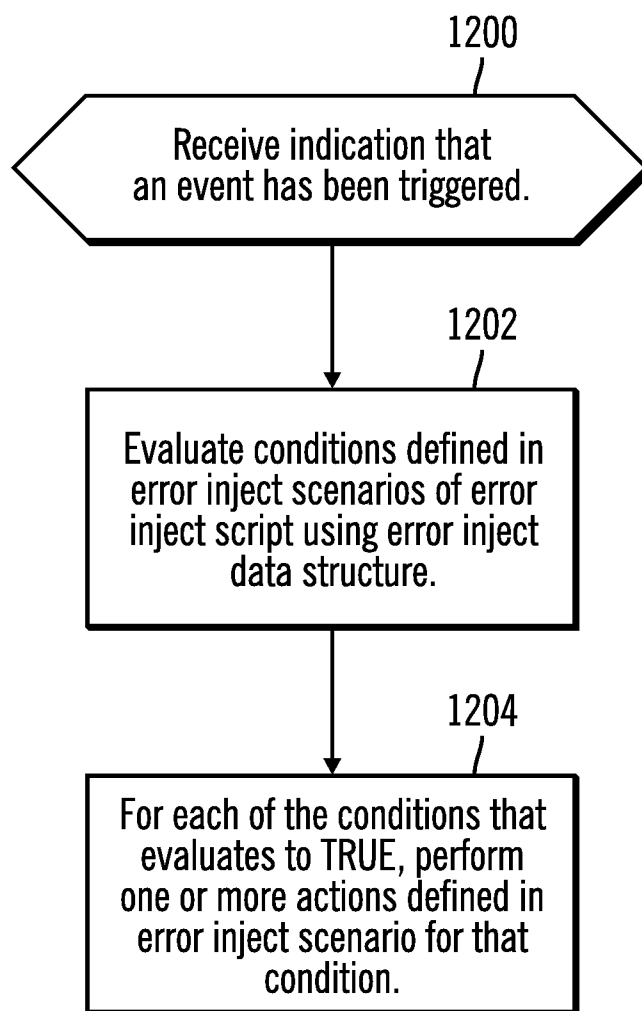 1200
Receive indication that
an event has been triggered.
1202
Evaluate conditions defined in
error inject scenarios of error
inject script using error inject
data structure.
1204
For each of the conditions that
evaluates to TRUE, perform
one or more actions defined in
error inject scenario for that
condition.